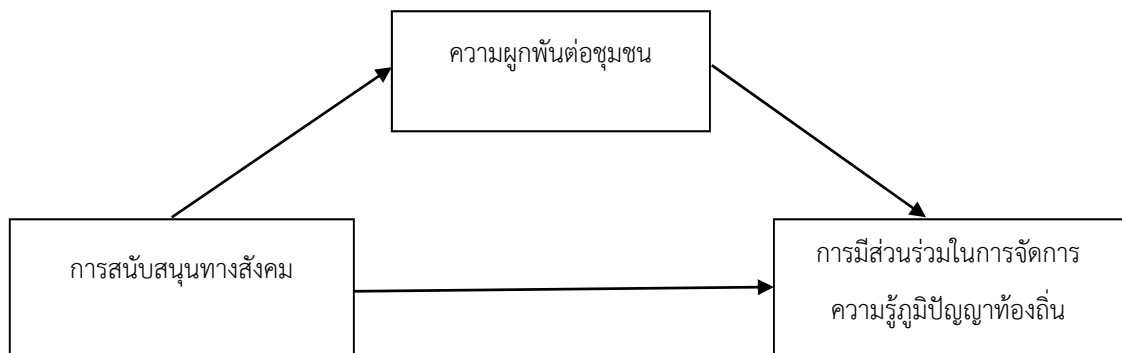 ความผูกพันต่อชุมชน
การสนับสนุนทางสังคม
การมีส่วนร่วมในการจัดการ
ความรู้ภูมิปัญญาท้องถิ่น